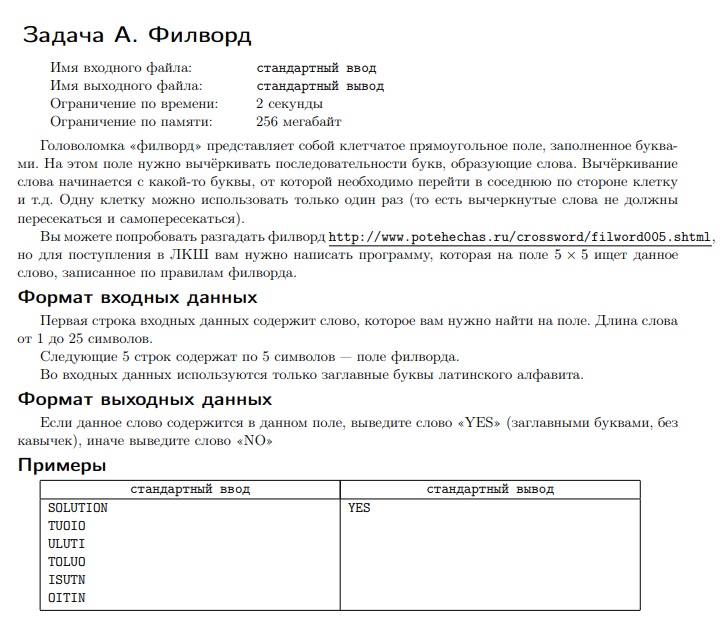 Задача A. Филворд
Имя входного файла: стандартный ввод
Имя выходного файла: стандартный вывод
Ограничение по времени: 2 секунды
Ограничение по памяти: 256 мегабайт
Головоломка «филворд» представляет собой клетчатое прямоугольное поле, заполненное буква-
ми. На этом поле нужно вычёркивать последовательности букв, образующие слова. Вычёркивание
слова начинается с какой-то буквы, от которой необходимо перейти в соседнюю по стороне клетку
и т.д. Одну клетку можно использовать только один раз (то есть вычеркнутые слова не должны
пересекаться и самопересекаться).
Вы можете попробовать разгадать филворд http://www.potehechas.ru/crossword/filword005.shtml,
но для поступления в ЛКШ вам нужно написать программу, которая на поле 5 × 5 ищет данное
слово, записанное по правилам филворда.
Формат входных данных
Первая строка входных данных содержит слово, которое вам нужно найти на поле. Длина слова
от 1 до 25 символов.
Следующие 5 строк содержат по 5 символов — поле филворда.
Во входных данных используются только заглавные буквы латинского алфавита.
Формат выходных данных
Если данное слово содержится в данном поле, выведите слово «YES» (заглавными буквами, без
кавычек), иначе выведите слово «NO»
Примеры
стандартный ввод стандартный вывод
SOLUTION YES
TUOIO
ULUTI
TOLUO
ISUTN
OITIN